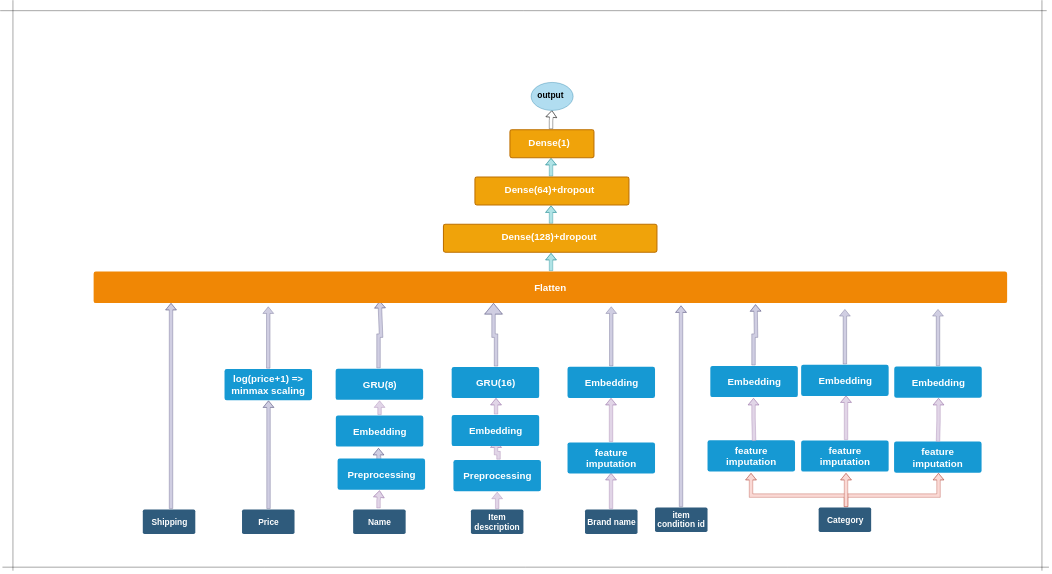 output
Dense(1)
Dense(64)+dropout
Dense(128)+dropout
Flatten
log(price+1) =>
minmax scaling
GRU(8)
GRU(16)
Embedding
Embedding
Embedding
Embedding
Embedding
Embedding
Preprocessing
Preprocessing
feature
imputation
feature
imputation
feature
imputation
feature
imputation
Shipping
Price
Name
Item
description
Brand name
item
condition id
Category